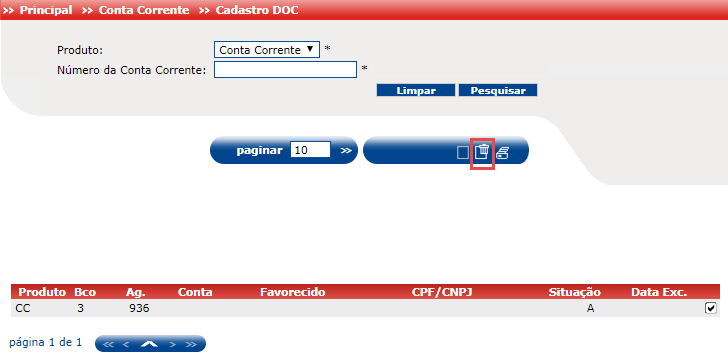 >> Principal >> Conta Corrente >> Cadastro DOC
Produto: Conta Corrente ▼ *
Número da Conta Corrente: *
Limpar Pesquisar
paginar 10 >>
Produto Bco Ag. Conta Favorecido CPF/CNPJ Situação Data Exc.
CC 3 936 A
página 1 de 1 << < > >>